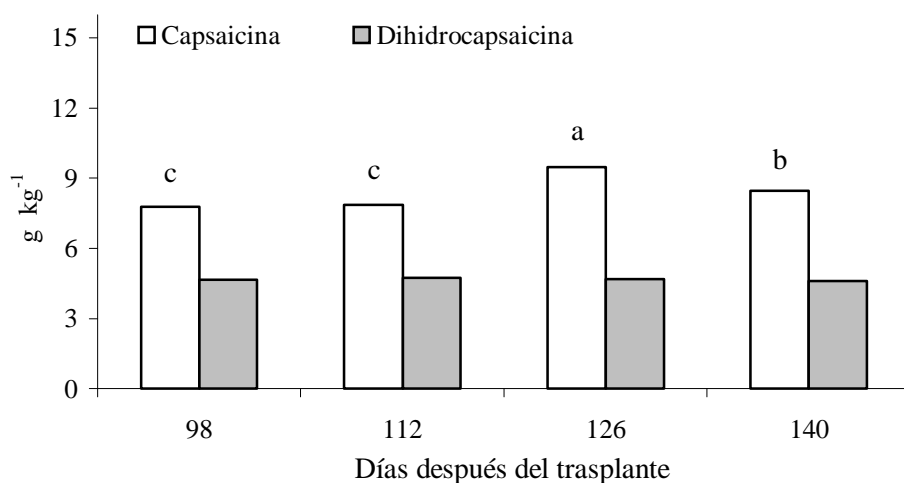 15
Capsaicina Dihidrocapsaicina
12
a
b
9
c c
g kg-1
6
3
0
98 112 126 140
Días después del trasplante